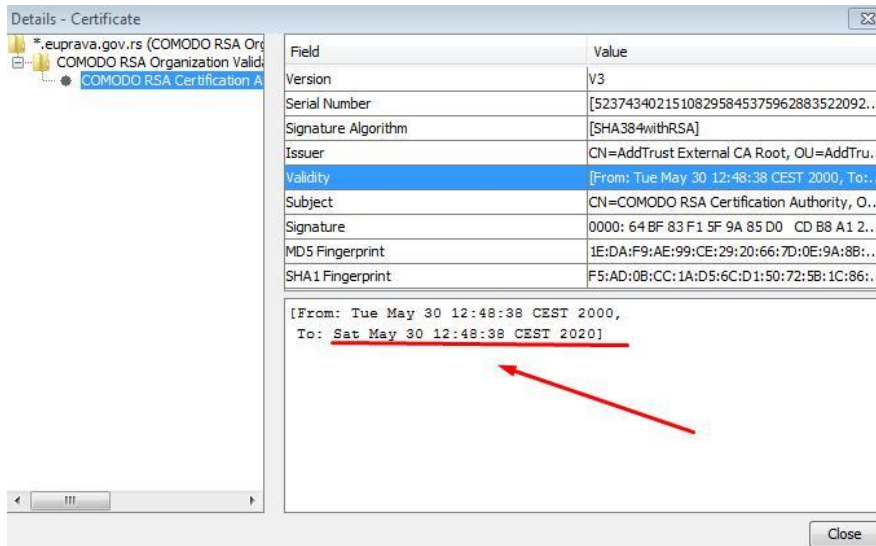 Details - Certificate
*.euprava.gov.rs (COMODO RSA Org
COMODO RSA Organization Valida
COMODO RSA Certification A
Field Value
Version V3
Serial Number [52374340215108295845375962883522092..
Signature Algorithm [SHA384withRSA]
Issuer CN=AddTrust External CA Root, OU=AddTru..
Validity [From: Tue May 30 12:48:38 CEST 2000, To:..
Subject CN=COMODO RSA Certification Authority, O..
Signature 0000: 64 BF 83 F1 5F 9A 85 D0 CD B8 A1 2..
MD5 Fingerprint 1E:DA:F9:AE:99:CE:29:20:66:7D:0E:9A:8B:..
SHA1 Fingerprint F5:AD:0B:CC:1A:D5:6C:D1:50:72:5B:1C:86:..
[From: Tue May 30 12:48:38 CEST 2000,
To: Sat May 30 12:48:38 CEST 2020]
Close